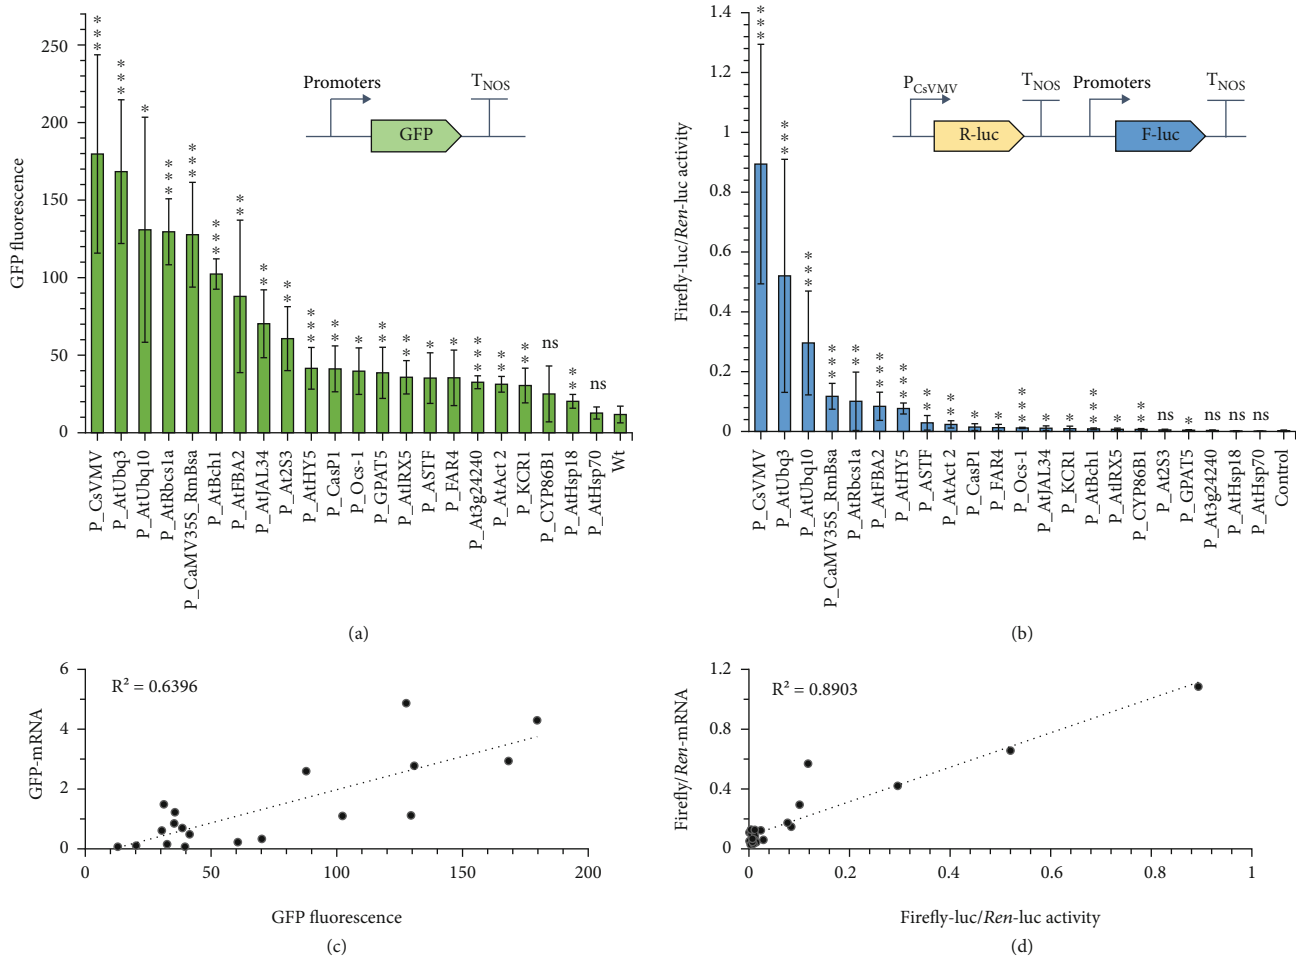 GFP fluorescence
250
200
150
100
50
0
***
***
*
***
***
***
**
**
**
***
**
*
**
**
*
*
***
**
**
ns
**
ns
Promoters
T_NOS
GFP
P_CsVMV
P_AtUbq3
P_AtUbq10
P_AtRbcs1a
P_CaMV35S_RmBsa
P_AtBch1
P_AtFBA2
P_AtJAL34
P_At2S3
P_AtHY5
P_CasP1
P_Ocs-1
P_GPAT5
P_AtlRX5
P_ASTF
P_FAR4
P_At3g24240
P_AtAct 2
P_KCR1
P_CYP86B1
P_AtHsp18
P_AtHsp70
Wt
(a)
Firefly-luc/Ren-luc activity
1.4
1.2
1
0.8
0.6
0.4
0.2
0
***
***
***
***
**
***
***
**
**
*
*
***
*
*
***
*
**
ns
*
ns
ns
ns
P_CsVMV
T_NOS
Promoters
T_NOS
R-luc
F-luc
P_CsVMV
P_AtUbq3
P_AtUbq10
P_CaMV35S_RmBsa
P_AtRbcs1a
P_AtFBA2
P_AtHY5
P_ASTF
P_AtAct 2
P_CasP1
P_FAR4
P_Ocs-1
P_AtJAL34
P_KCR1
P_AtBch1
P_AtlRX5
P_CYP86B1
P_At2S3
P_GPAT5
P_At3g24240
P_AtHsp18
P_AtHsp70
Control
(b)
GFP-mRNA
6
4
2
0
R² = 0.6396
0
50
100
150
200
GFP fluorescence
(c)
Firefly/Ren-mRNA
1.2
0.8
0.4
0
R² = 0.8903
0
0.2
0.4
0.6
0.8
1
Firefly-luc/Ren-luc activity
(d)